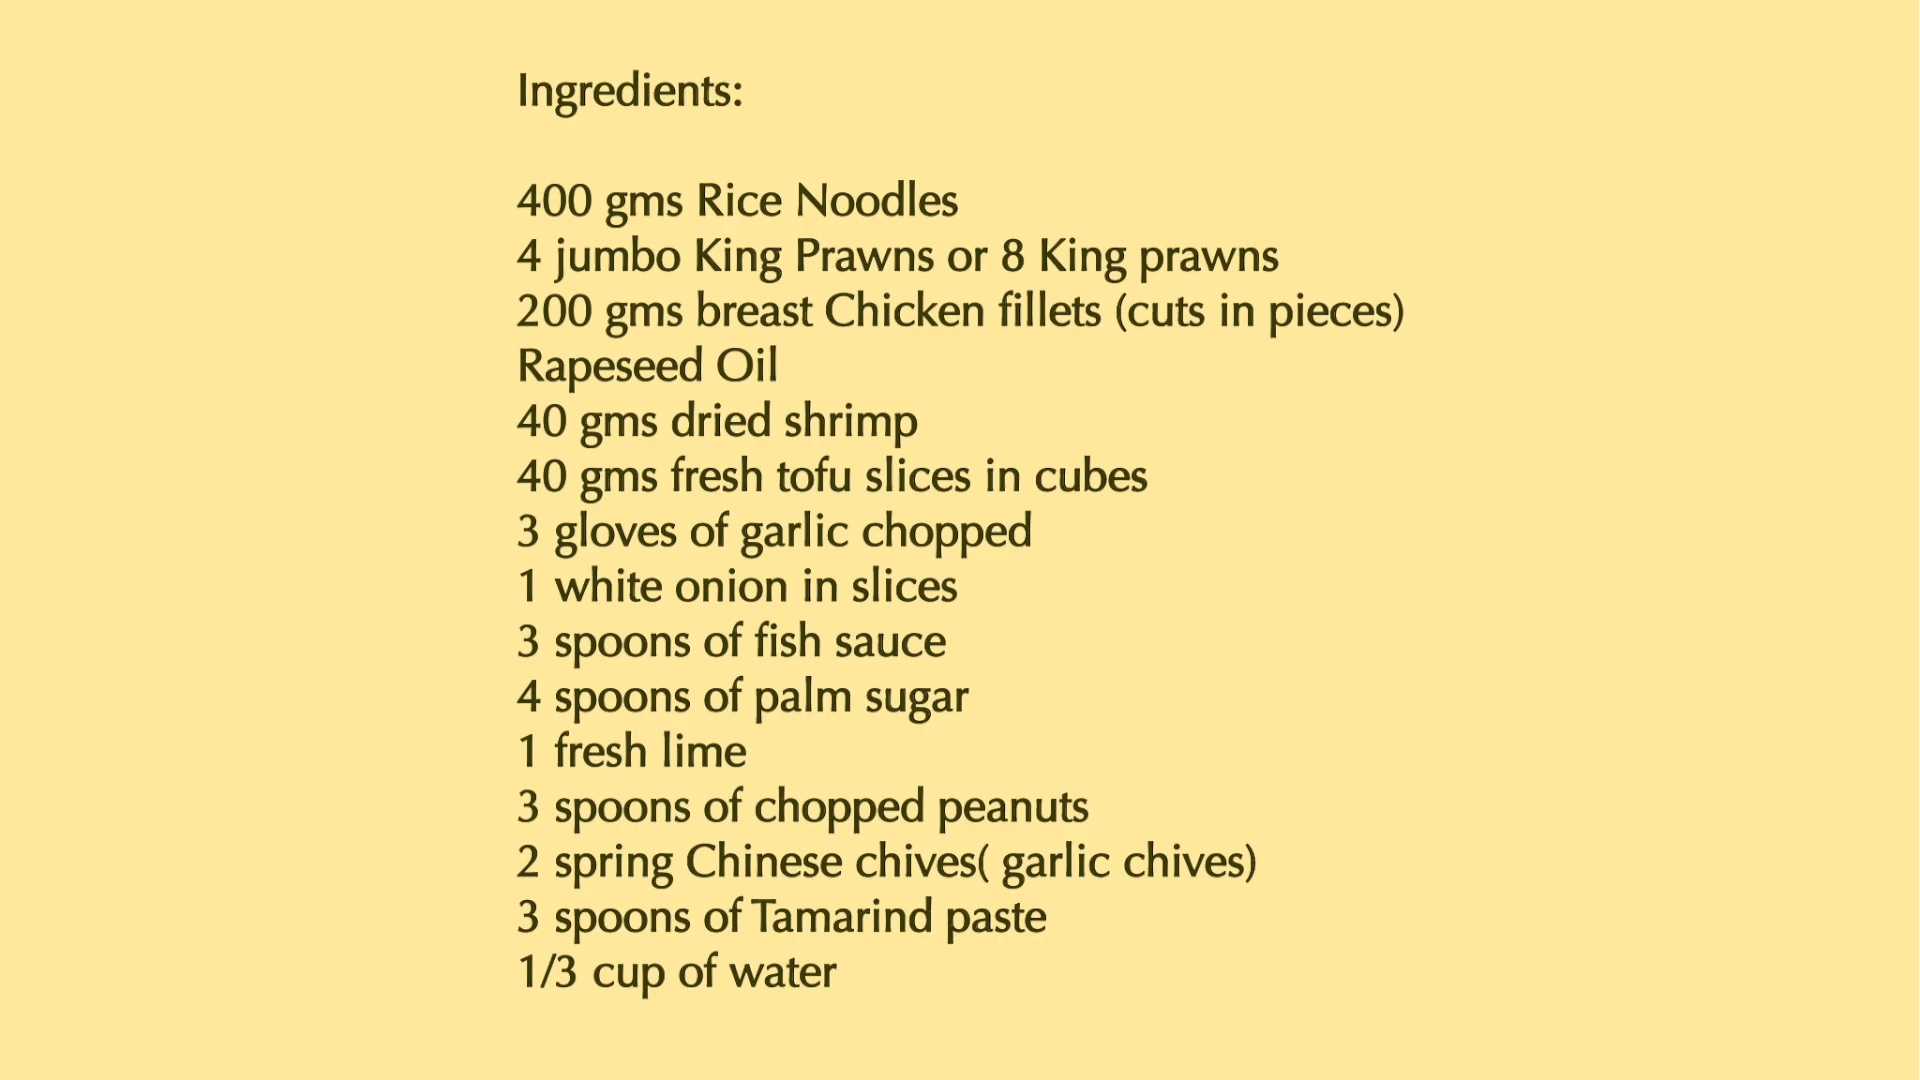 Ingredients:
400 gms Rice Noodles
4 jumbo King Prawns or 8 King prawns
200 gms breast Chicken fillets (cuts in pieces)
Rapeseed Oil
40 gms dried shrimp
40 gms fresh tofu slices in cubes
3 gloves of garlic chopped
1 white onion in slices
3 spoons of fish sauce
4 spoons of palm sugar
1 fresh lime
3 spoons of chopped peanuts
2 spring Chinese chives( garlic chives)
3 spoons of Tamarind paste
1/3 cup of water